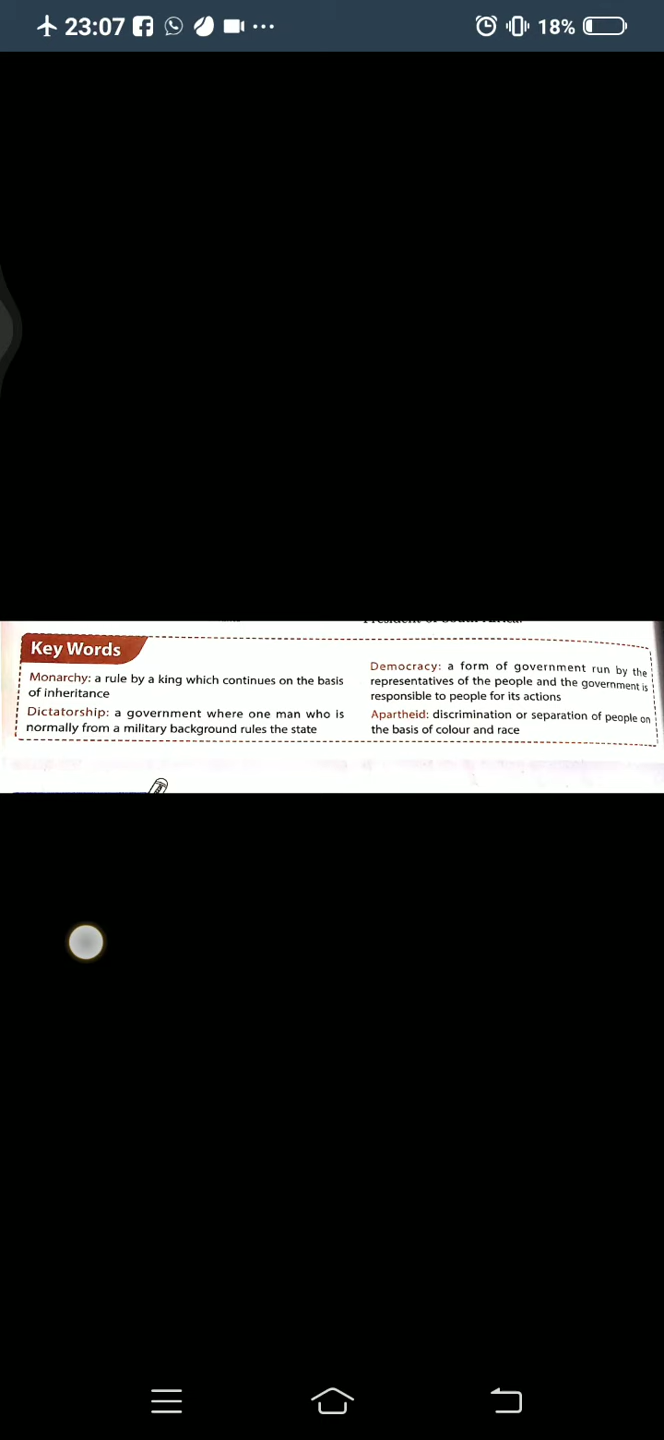 23:07
18%
Key Words
Monarchy: a rule by a king which continues on the basis
of inheritance
Dictatorship: a government where one man who is
normally from a military background rules the state
Democracy: a form of government run by the
representatives of the people and the government is
responsible to people for its actions
Apartheid: discrimination or separation of people on
the basis of colour and race